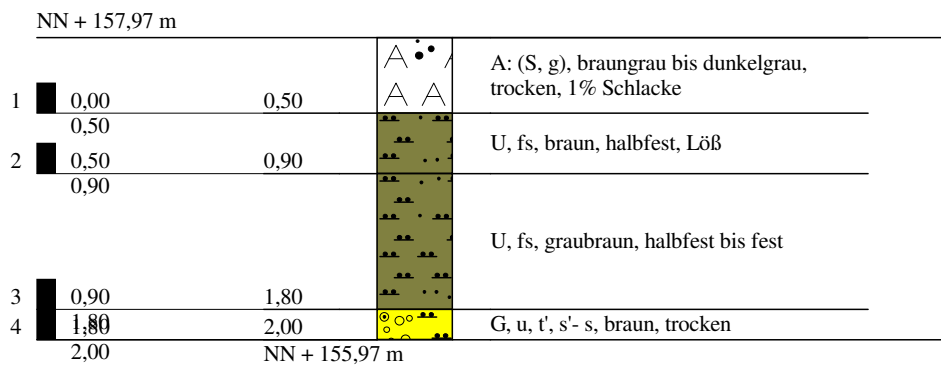 NN + 157,97 m
A: (S, g), braungrau bis dunkelgrau,
trocken, 1% Schlacke
1 0,00 0,50
0,50
U, fs, braun, halbfest, Löß
2 0,50 0,90
0,90
U, fs, graubraun, halbfest bis fest
3 0,90 1,80
1,80
4 1,80 2,00 G, u, t', s'- s, braun, trocken
2,00
NN + 155,97 m